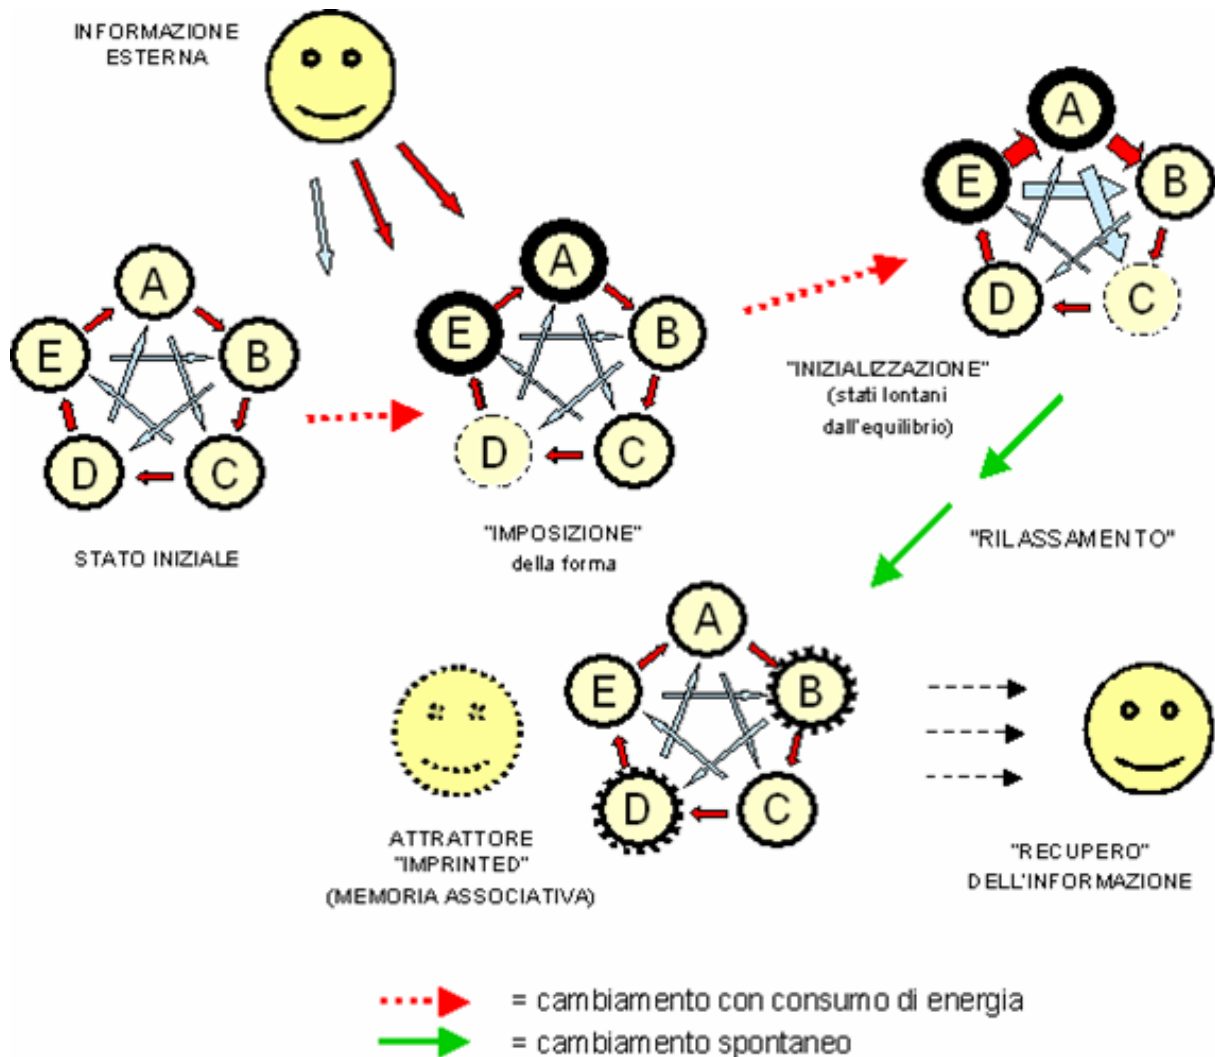 INFORMAZIONE
ESTERNA
A
B
C
D
E
STATO INIZIALE
A
B
C
D
E
"IMPOSIZIONE"
della forma
A
B
C
D
E
"INIZIALIZZAZIONE"
(stati lontani
dall'equilibrio)
"RILASSAMENTO"
A
B
C
D
E
ATTRATTORE
"IMPRINTED"
(MEMORIA ASSOCIATIVA)
"RECUPERO"
DELL'INFORMAZIONE
= cambiamento con consumo di energia
= cambiamento spontaneo